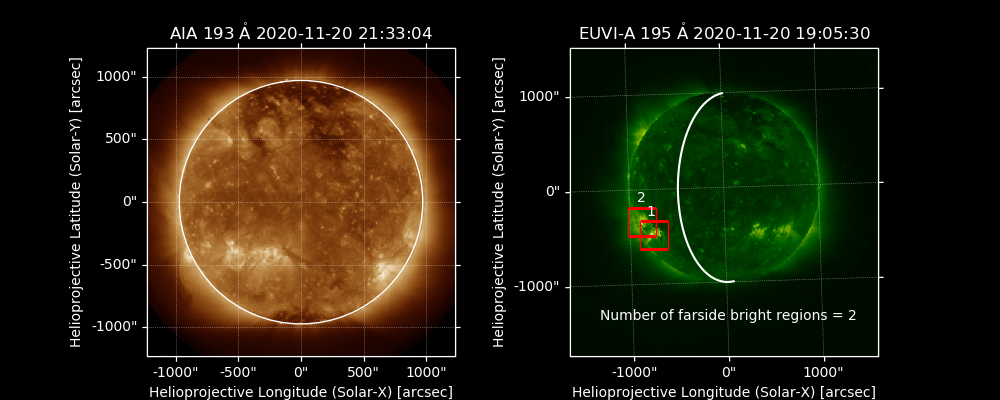 AIA 193 Å 2020-11-20 21:33:04
Helioprojective Latitude (Solar-Y) [arcsec]
1000"
500"
0"
-500"
-1000"
-1000" -500" 0" 500" 1000"
Helioprojective Longitude (Solar-X) [arcsec]
EUVI-A 195 Å 2020-11-20 19:05:30
Helioprojective Latitude (Solar-Y) [arcsec]
1000"
0"
-1000"
2
1
Number of farside bright regions = 2
-1000" 0" 1000"
Helioprojective Longitude (Solar-X) [arcsec]